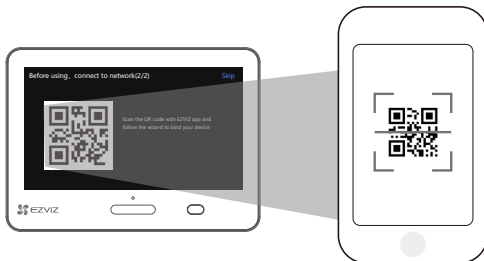 Before using, connect to network(2/2)
Skip
Scan the QR code with EZVIZ app and
follow the wizard to bind your device
EZVIZ